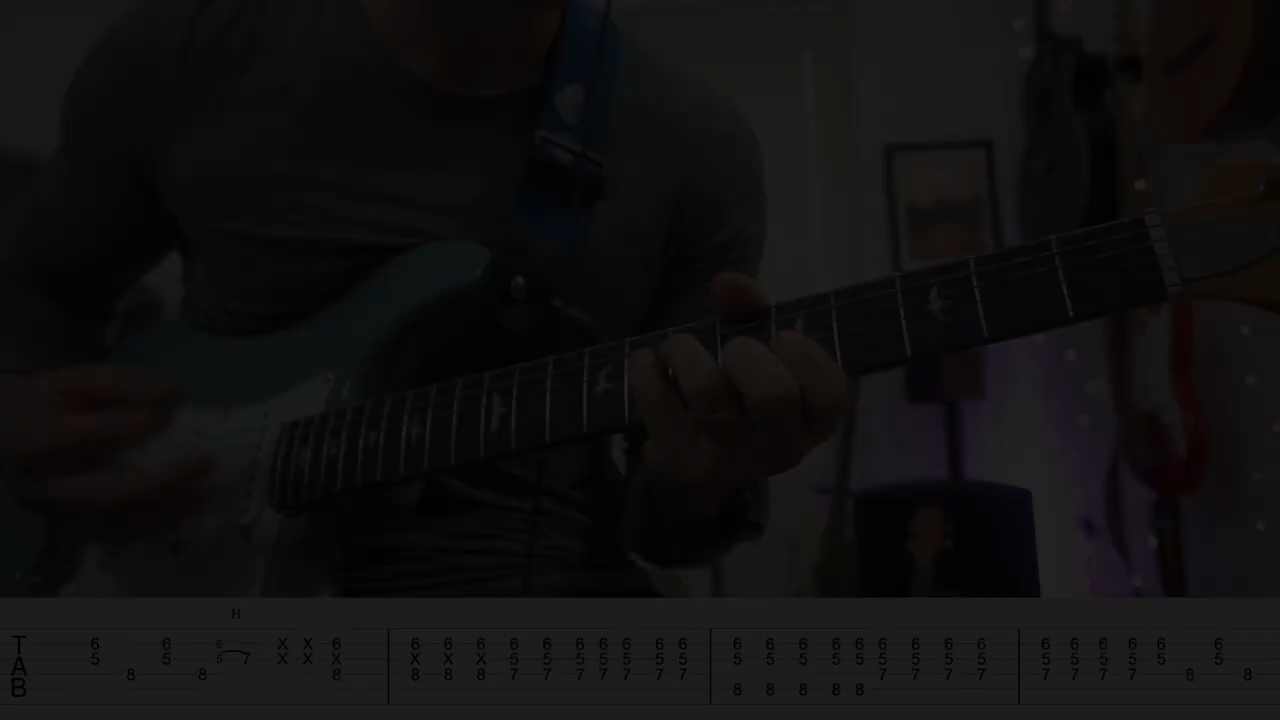 H
T 6 6 6 X X 6 6 6 6 6 6 6 6 6 6 6 6 6 6 6 6 6 6 6 6 6 6 6 6 6 6
A 5 5 5 7 X X X X X X 5 5 5 5 5 5 5 5 5 5 5 5 5 5 5 5 5 5 5 5 5 5
8 8 8 8 8 8 7 7 7 7 7 7 7 7 7 7 7 7 7 7 7 8 8
B 8 8 8 8 8